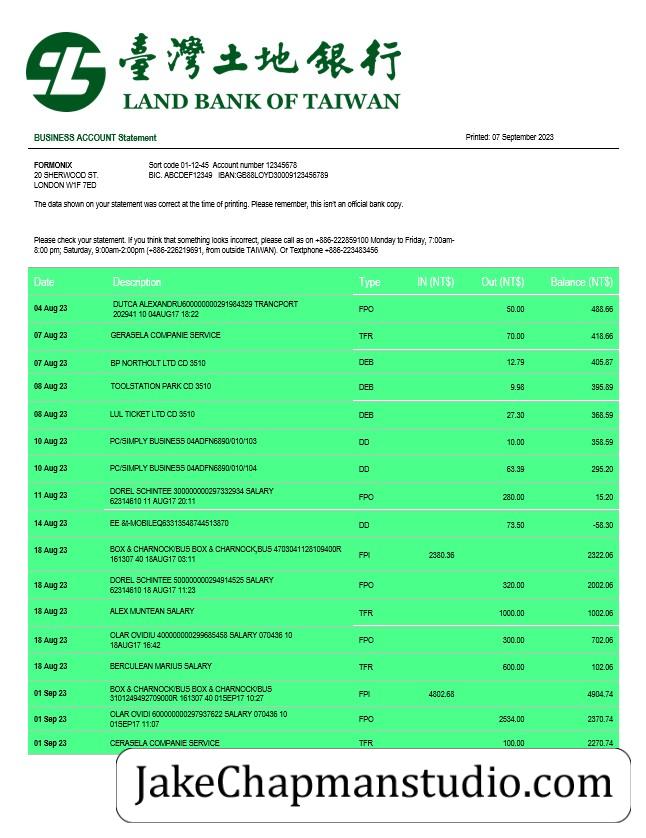 臺灣土地銀行
LAND BANK OF TAIWAN
BUSINESS ACCOUNT Statement Printed: 07 September 2023
FORMONIX Sort code 01-12-45 Account number 12345678
20 SHERWOOD ST. BIC. ABCDEF12349 IBAN:GB88LOYD30009123456789
LONDON W1F 7ED
The data shown on your statement was correct at the time of printing. Please remember, this isn't an official bank copy.
Please check your statement. If you think that something looks incorrect, please call as on +886-222859100 Monday to Friday, 7:00am-
8:00 pm; Saturday, 9:00am-2:00pm (+886-226219691, from outside TAIWAN). Or Textphone +886-223483456
Date Description Type IN (NT$) Out (NT$) Balance (NT$)
04 Aug 23 DUTCA ALEXANDRU600000000291984329 TRANCPORT FPO 50.00 488.66
202941 10 04AUG17 18:22
07 Aug 23 GERASELA COMPANIE SERVICE TFR 70.00 418.66
07 Aug 23 BP NORTHOLT LTD CD 3510 DEB 12.79 405.87
08 Aug 23 TOOLSTATION PARK CD 3510 DEB 9.98 395.89
08 Aug 23 LUL TICKET LTD CD 3510 DEB 27.30 368.59
10 Aug 23 PC/SIMPLY BUSINESS 04ADFN6890/010/103 DD 10.00 358.59
10 Aug 23 PC/SIMPLY BUSINESS 04ADFN6890/010/104 DD 63.39 295.20
11 Aug 23 DOREL SCHINTEE 300000000297332934 SALARY FPO 280.00 15.20
62314610 11 AUG17 20:11
14 Aug 23 EE &t-MOBILEQ63313548744513870 DD 73.50 -58.30
18 Aug 23 BOX & CHARNOCK/BUS BOX & CHARNOCK,BUS 4703041128109400R FPI 2380.36 2322.06
161307 40 18AUG17 03:11
18 Aug 23 DOREL SCHINTEE 500000000294914525 SALARY FPO 320.00 2002.06
62314610 18 AUG17 11:23
18 Aug 23 ALEX MUNTEAN SALARY TFR 1000.00 1002.06
18 Aug 23 OLAR OVIDIU 400000000299685458 SALARY 070436 10 FPO 300.00 702.06
18AUG17 16:42
18 Aug 23 BERCULEAN MARIUS SALARY TFR 600.00 102.06
01 Sep 23 BOX & CHARNOCK/BUS BOX & CHARNOCK/BUS FPI 4802.68 4904.74
3101249492709000R 161307 40 01SEP17 10:27
01 Sep 23 OLAR OVIDI 600000000297937622 SALARY 070436 10 FPO 2534.00 2370.74
01SEP17 11:07
01 Sep 23 CERASELA COMPANIE SERVICE TFR 100.00 2270.74
JakeChapmanstudio.com